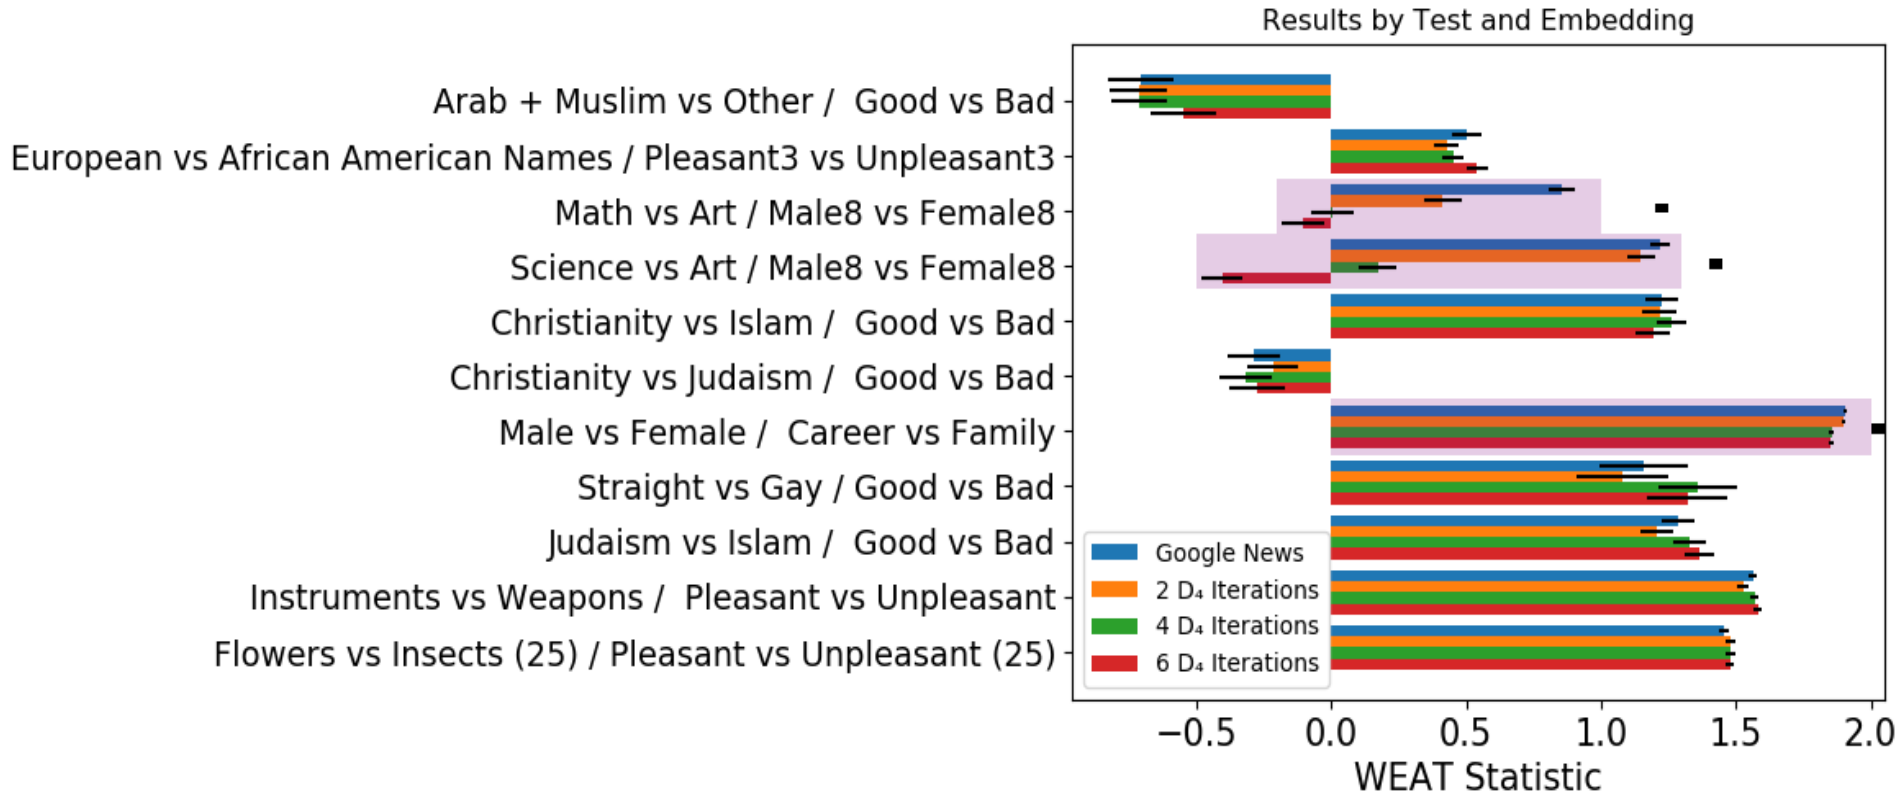 Results by Test and Embedding
Arab + Muslim vs Other /  Good vs Bad
European vs African American Names / Pleasant3 vs Unpleasant3
Math vs Art / Male8 vs Female8
Science vs Art / Male8 vs Female8
Christianity vs Islam /  Good vs Bad
Christianity vs Judaism /  Good vs Bad
Male vs Female /  Career vs Family
Straight vs Gay / Good vs Bad
Judaism vs Islam /  Good vs Bad
Instruments vs Weapons /  Pleasant vs Unpleasant
Flowers vs Insects (25) / Pleasant vs Unpleasant (25)
Google News
2 D₄ Iterations
4 D₄ Iterations
6 D₄ Iterations
−0.5 0.0 0.5 1.0 1.5 2.0
WEAT Statistic